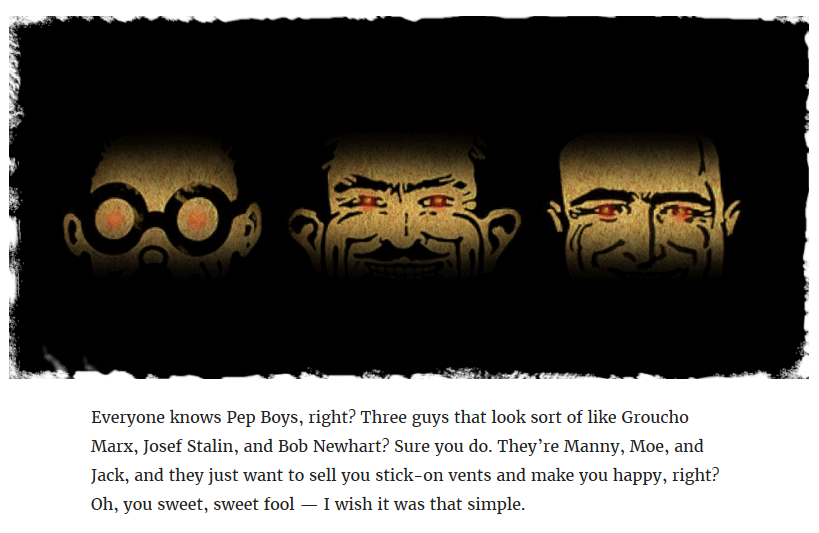 Everyone knows Pep Boys, right? Three guys that look sort of like Groucho
Marx, Josef Stalin, and Bob Newhart? Sure you do. They’re Manny, Moe, and
Jack, and they just want to sell you stick-on vents and make you happy, right?
Oh, you sweet, sweet fool — I wish it was that simple.